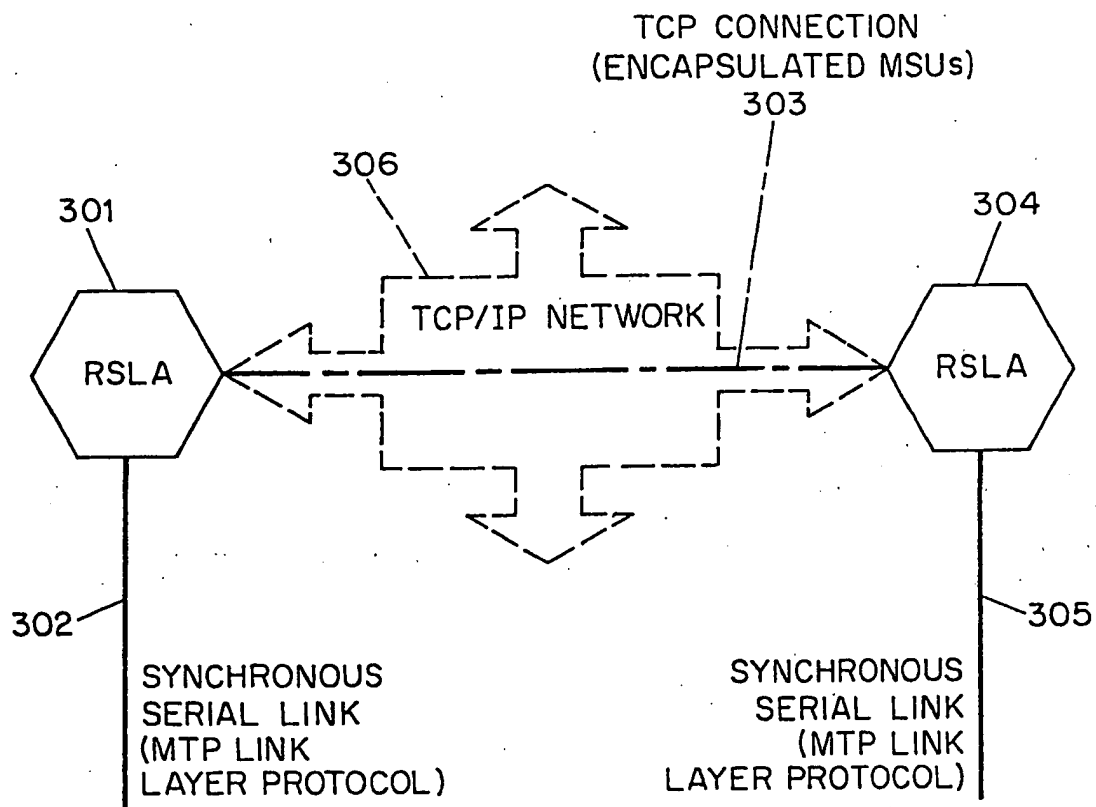 TCP CONNECTION
(ENCAPSULATED MSUs)
303
306
301
304
TCP/IP NETWORK
RSLA
RSLA
302
305
SYNCHRONOUS
SERIAL LINK
(MTP LINK
LAYER PROTOCOL)
SYNCHRONOUS
SERIAL LINK
(MTP LINK
LAYER PROTOCOL)